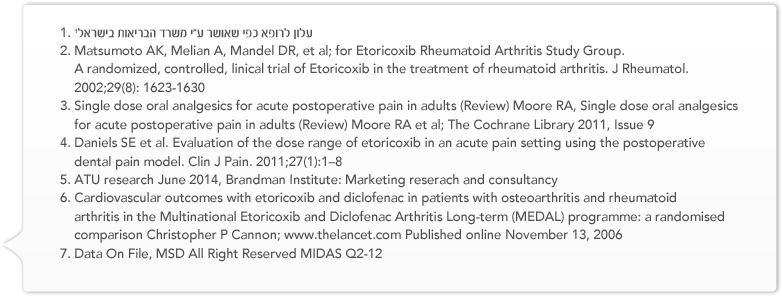 1. עלון לרופא כפי שאושר ע״י משרד הבריאות בישראל׳
2. Matsumoto AK, Melian A, Mandel DR, et al; for Etoricoxib Rheumatoid Arthritis Study Group.
A randomized, controlled, linical trial of Etoricoxib in the treatment of rheumatoid arthritis. J Rheumatol.
2002;29(8): 1623-1630
3. Single dose oral analgesics for acute postoperative pain in adults (Review) Moore RA, Single dose oral analgesics
for acute postoperative pain in adults (Review) Moore RA et al; The Cochrane Library 2011, Issue 9
4. Daniels SE et al. Evaluation of the dose range of etoricoxib in an acute pain setting using the postoperative
dental pain model. Clin J Pain. 2011;27(1):1–8
5. ATU research June 2014, Brandman Institute: Marketing reserach and consultancy
6. Cardiovascular outcomes with etoricoxib and diclofenac in patients with osteoarthritis and rheumatoid
arthritis in the Multinational Etoricoxib and Diclofenac Arthritis Long-term (MEDAL) programme: a randomised
comparison Christopher P Cannon; www.thelancet.com Published online November 13, 2006
7. Data On File, MSD All Right Reserved MIDAS Q2-12